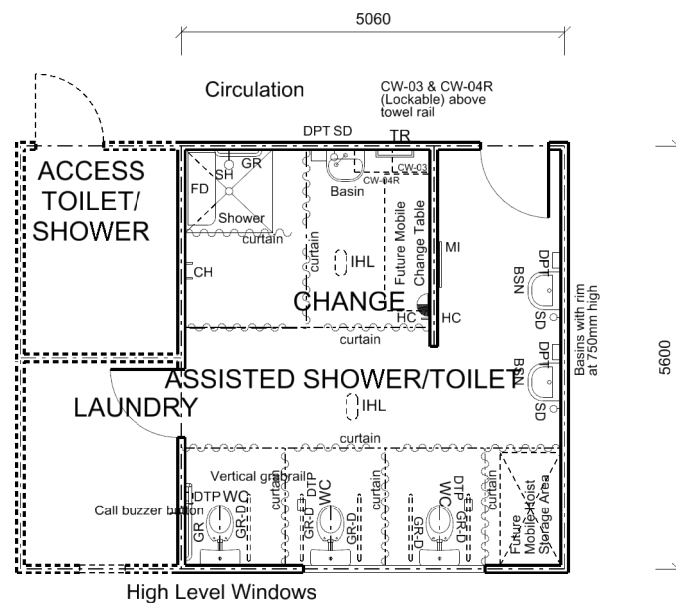 5060
Circulation
CW-03 & CW-04R
(Lockable) above
towel rail
DPT SD
TR
ACCESS
TOILET/
SHOWER
GR
SH
FD
Shower
Basin
CW-03
CW-04R
curtain
curtain
IHL
Future Mobile
Change Table
MI
CH
CHANGE
HC
HC
curtain
DPT
BSN
SD
DPT
BSN
SD
Basins with rim
at 750mm high
5600
ASSISTED SHOWER/TOILET
LAUNDRY
IHL
curtain
Vertical grabrail
curtain
curtain
curtain
DTP
WC
DTP
WC
WC
DTP
Call buzzer button
GR
GR-D
GR-D
GR-D
GR-D
GR-D
Future
Mobile Hoist
Storage Area
High Level Windows